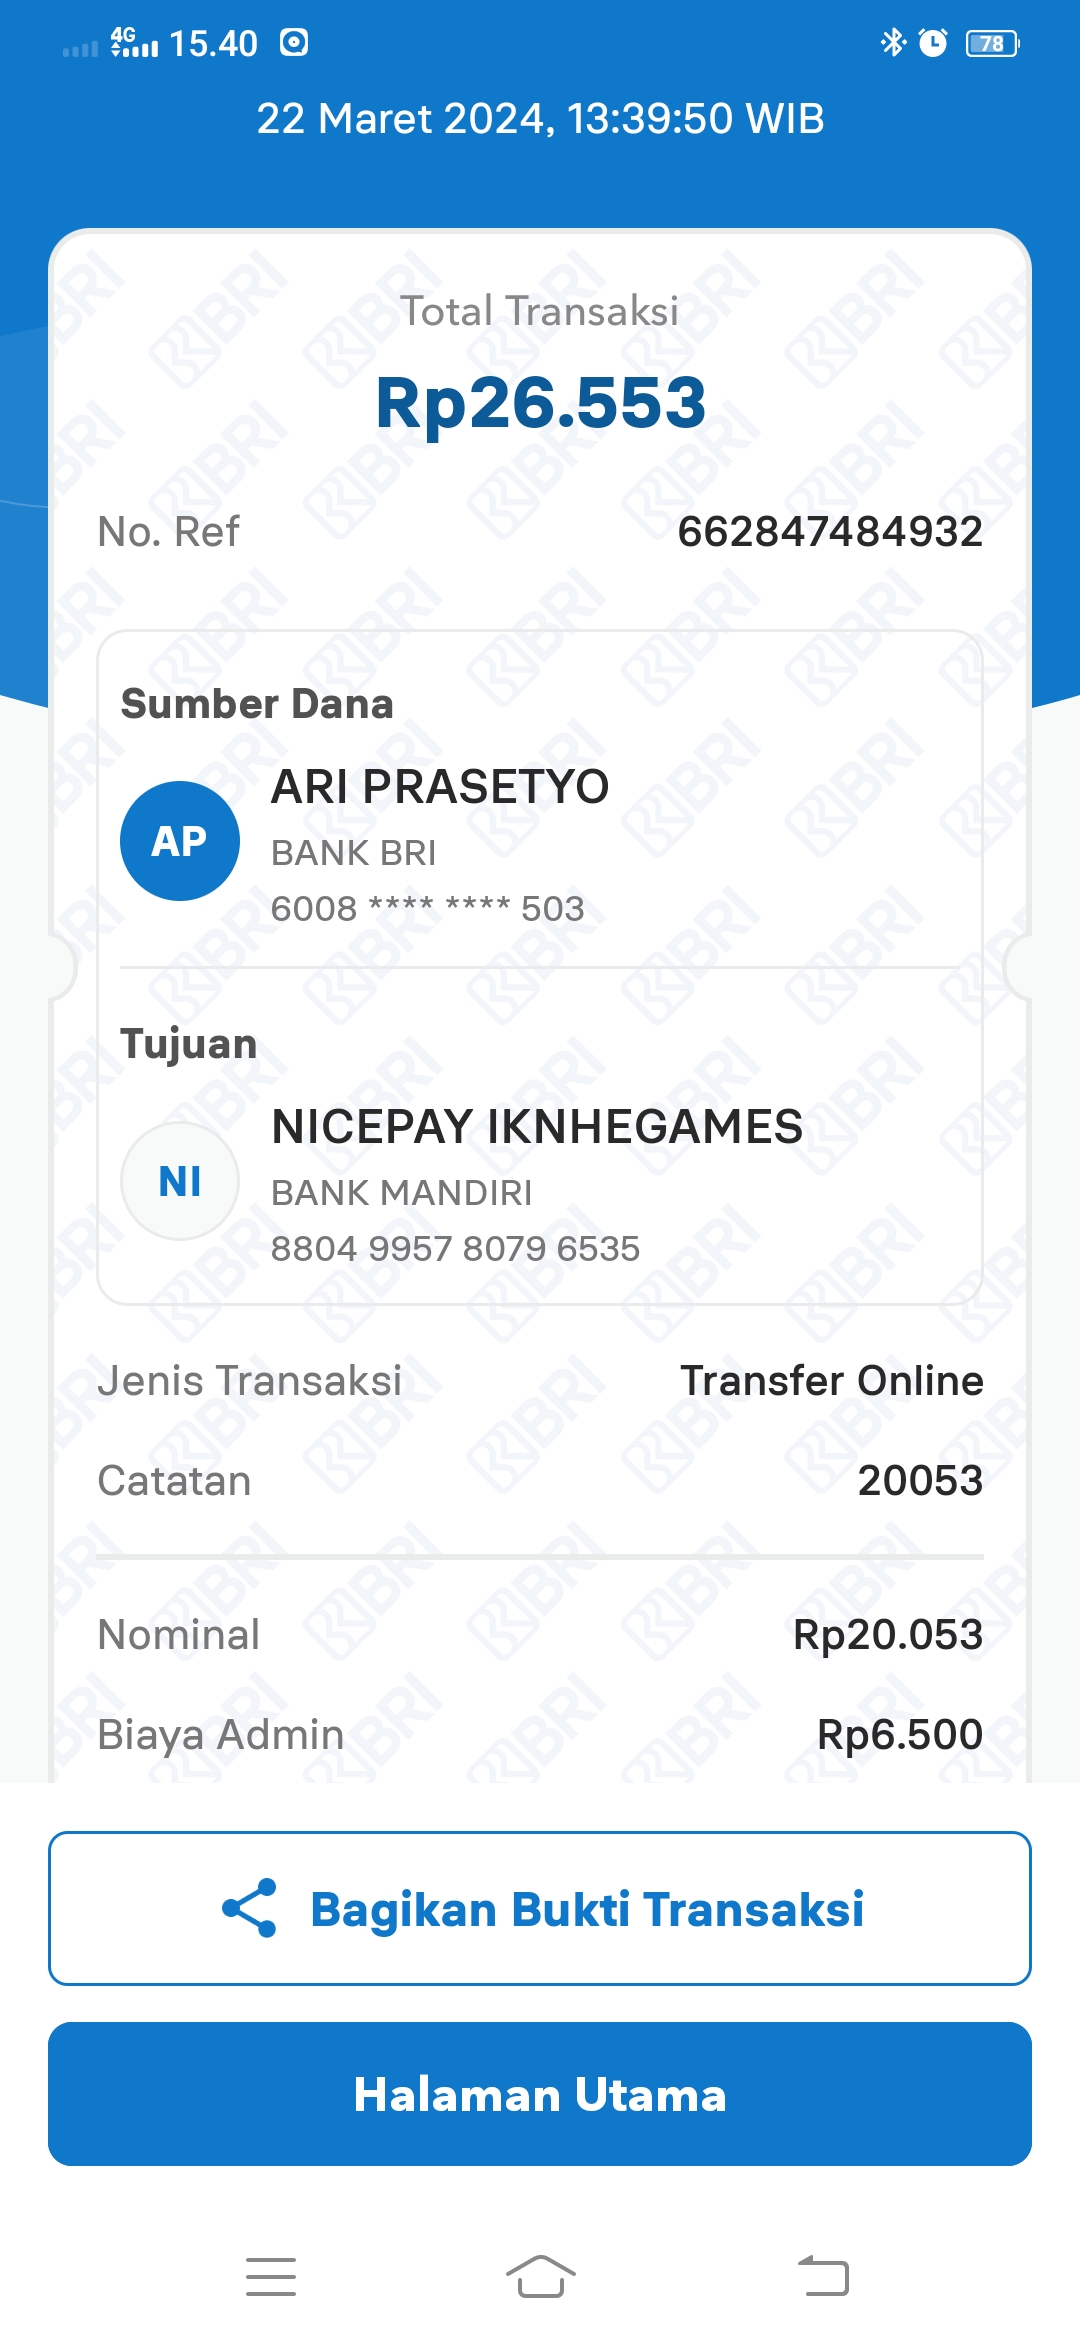 4G 15.40 78
22 Maret 2024, 13:39:50 WIB
Total Transaksi
Rp26.553
No. Ref 662847484932
Sumber Dana
AP
ARI PRASETYO
BANK BRI
6008 **** **** 503
Tujuan
NI
NICEPAY IKNHEGAMES
BANK MANDIRI
8804 9957 8079 6535
Jenis Transaksi Transfer Online
Catatan 20053
Nominal Rp20.053
Biaya Admin Rp6.500
Bagikan Bukti Transaksi
Halaman Utama